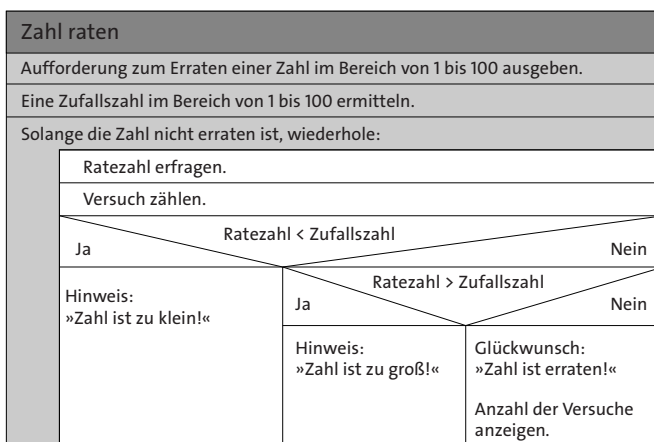 Zahl raten
Aufforderung zum Erraten einer Zahl im Bereich von 1 bis 100 ausgeben.
Eine Zufallszahl im Bereich von 1 bis 100 ermitteln.
Solange die Zahl nicht erraten ist, wiederhole:
Ratezahl erfragen.
Versuch zählen.
Ratezahl < Zufallszahl
Ja
Nein
Hinweis:
»Zahl ist zu klein!«
Ratezahl > Zufallszahl
Ja
Nein
Hinweis:
»Zahl ist zu groß!«
Glückwunsch:
»Zahl ist erraten!«
Anzahl der Versuche
anzeigen.